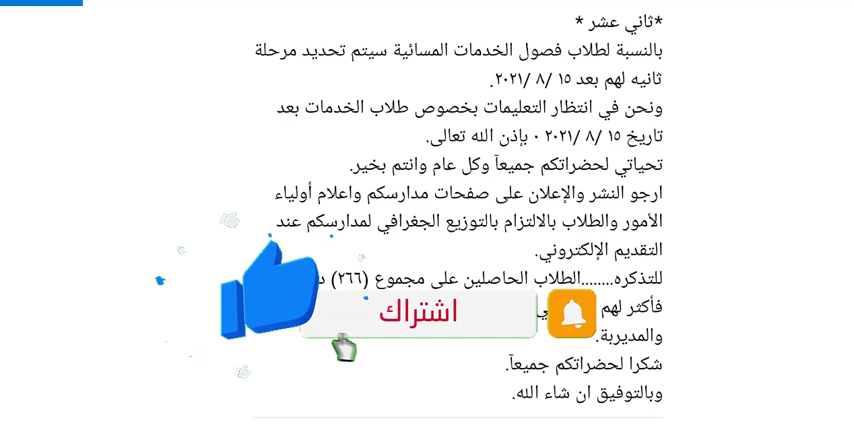 *ثاني عشر *
بالنسبة لطلاب فصول الخدمات المسائية سيتم تحديد مرحلة
ثانيه لهم بعد ١٥ /٨ /٢٠٢١.
ونحن في انتظار التعليمات بخصوص طلاب الخدمات بعد
تاريخ ١٥ /٨ /٢٠٢١ ٠ بإذن الله تعالى.
تحياتي لحضراتكم جميعآ وكل عام وانتم بخير.
ارجو النشر والإعلان على صفحات مدارسكم واعلام أولياء
الأمور والطلاب بالالتزام بالتوزيع الجغرافي لمدارسكم عند
التقديم الإلكتروني.
للتذكره........الطلاب الحاصلين على مجموع (٢٦٦)
فأكثر لهم
اشتراك
والمديرية.
شكرا لحضراتكم جميعآ.
وبالتوفيق ان شاء الله.